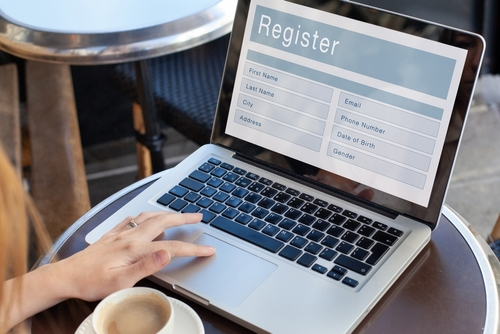 Register
First Name
Last Name
City
Address
Email
Phone Number
Date of Birth
Gender